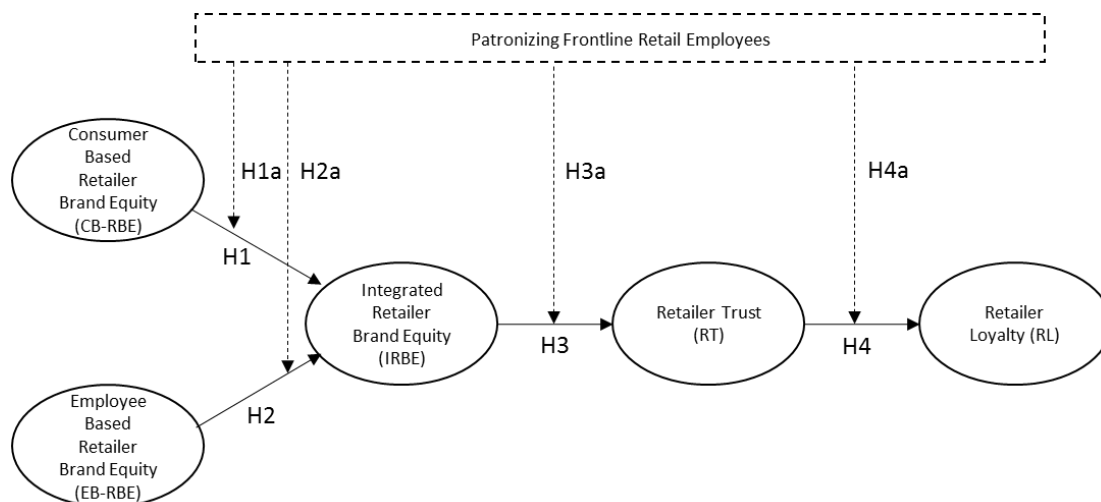 Patronizing Frontline Retail Employees
Consumer
Based
Retailer
Brand Equity
(CB-RBE)
H1a
H2a
H3a
H4a
H1
Integrated
Retailer
Brand Equity
(IRBE)
Retailer Trust
(RT)
Retailer
Loyalty (RL)
H3
H4
H2
Employee
Based
Retailer
Brand Equity
(EB-RBE)